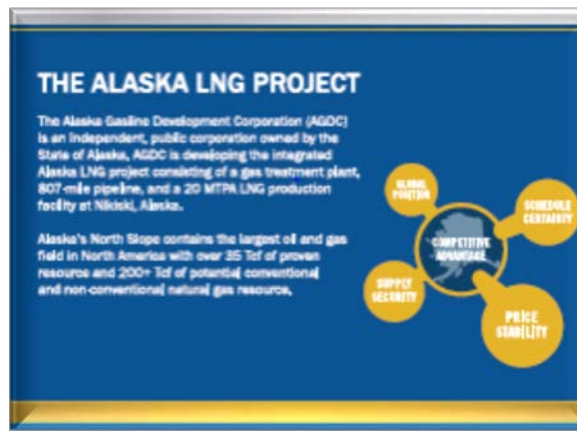 THE ALASKA LNG PROJECT
The Alaska Gasline Development Corporation (AGDC)
is an independent, public corporation owned by the
State of Alaska, AGDC is developing the integrated
Alaska LNG project consisting of a gas treatment plant,
807-mile pipeline, and a 20 MTPA LNG production
facility at Nikiski, Alaska.
Alaska's North Slope contains the largest oil and gas
field in North America with over 35 Tcf of proven
resource and 200+ Tcf of potential conventional
and non-conventional natural gas resource.
GLOBAL
POSITION
SCHEDULE
CERTAINTY
COMPETITIVE
ADVANTAGE
SUPPLY
SECURITY
PRICE
STABILITY